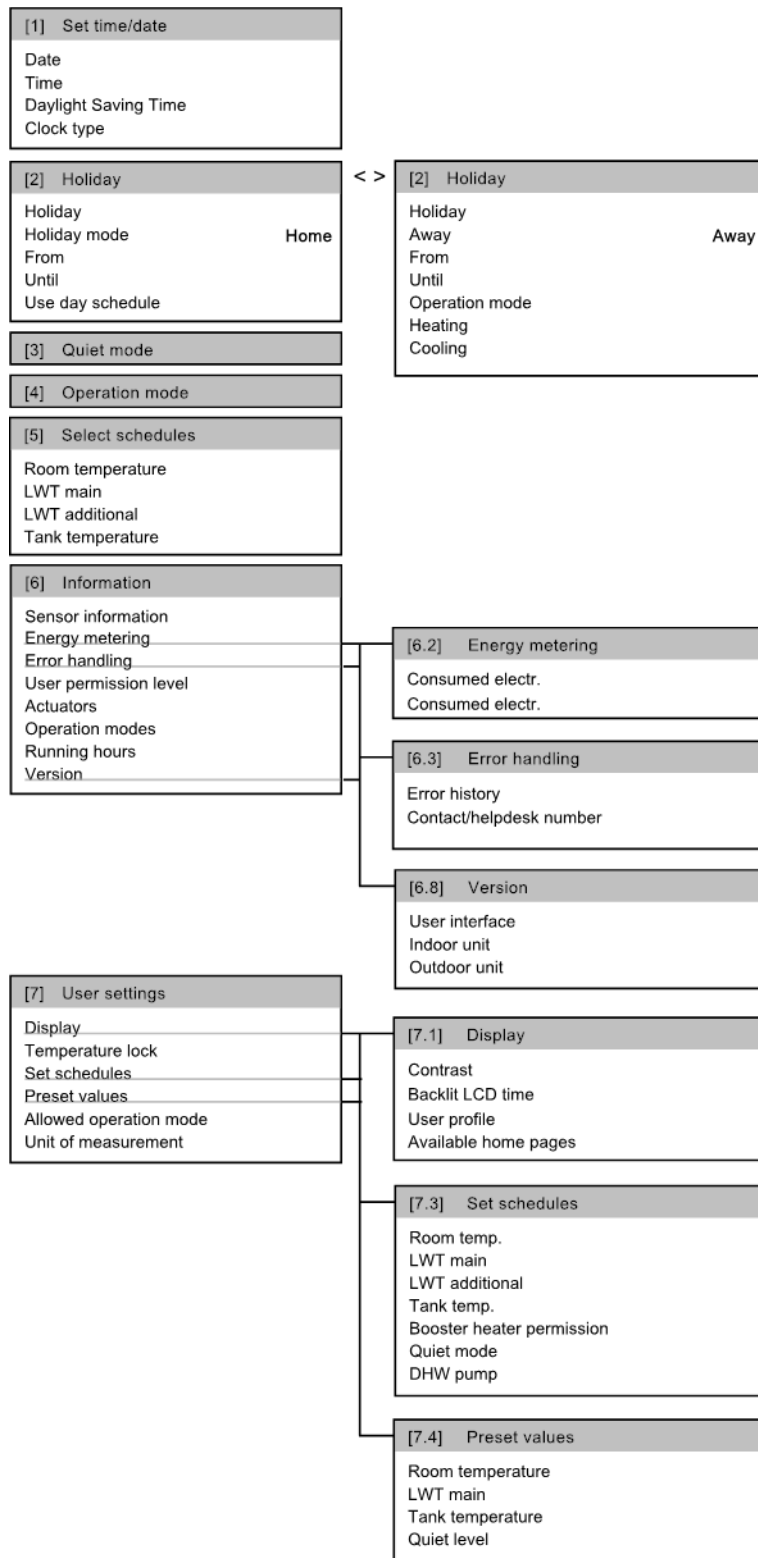 [1] Set time/date
Date
Time
Daylight Saving Time
Clock type
[2] Holiday
Holiday
Holiday mode Home
From
Until
Use day schedule
< >
[2] Holiday
Holiday
Away Away
From
Until
Operation mode
Heating
Cooling
[3] Quiet mode
[4] Operation mode
[5] Select schedules
Room temperature
LWT main
LWT additional
Tank temperature
[6] Information
Sensor information
Energy metering
Error handling
User permission level
Actuators
Operation modes
Running hours
Version
[6.2] Energy metering
Consumed electr.
Consumed electr.
[6.3] Error handling
Error history
Contact/helpdesk number
[6.8] Version
User interface
Indoor unit
Outdoor unit
[7] User settings
Display
Temperature lock
Set schedules
Preset values
Allowed operation mode
Unit of measurement
[7.1] Display
Contrast
Backlit LCD time
User profile
Available home pages
[7.3] Set schedules
Room temp.
LWT main
LWT additional
Tank temp.
Booster heater permission
Quiet mode
DHW pump
[7.4] Preset values
Room temperature
LWT main
Tank temperature
Quiet level